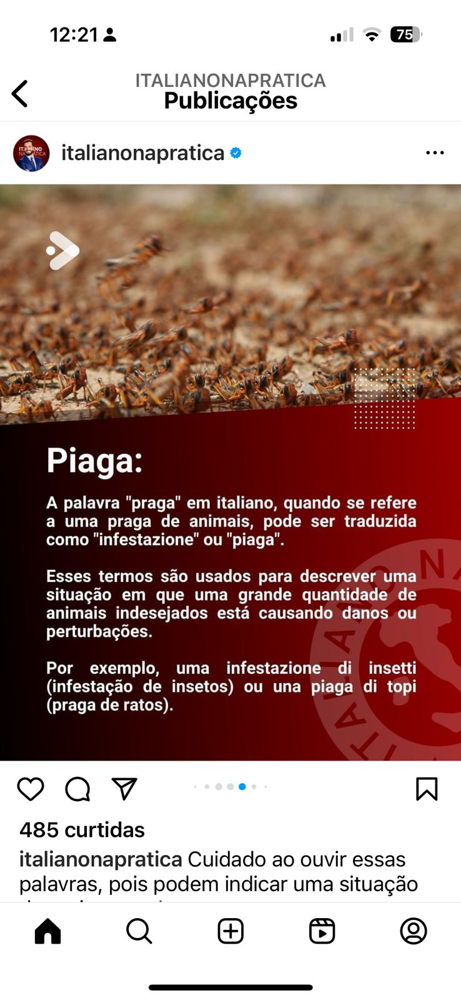 12:21
75
ITALIANONAPRATICA
Publicações
italianonapratica
Piaga:
A palavra "praga" em italiano, quando se refere
a uma praga de animais, pode ser traduzida
como "infestazione" ou "piaga".
Esses termos são usados para descrever uma
situação em que uma grande quantidade de
animais indesejados está causando danos ou
perturbações.
Por exemplo, uma infestazione di insetti
(infestação de insetos) ou una piaga di topi
(praga de ratos).
ITALIANO NA
485 curtidas
italianonapratica Cuidado ao ouvir essas
palavras, pois podem indicar uma situação